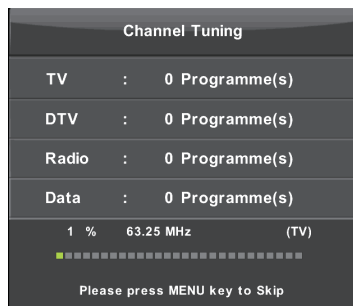 Channel Tuning
TV : 0 Programme(s)
DTV : 0 Programme(s)
Radio : 0 Programme(s)
Data : 0 Programme(s)
1 % 63.25 MHz (TV)
Please press MENU key to Skip